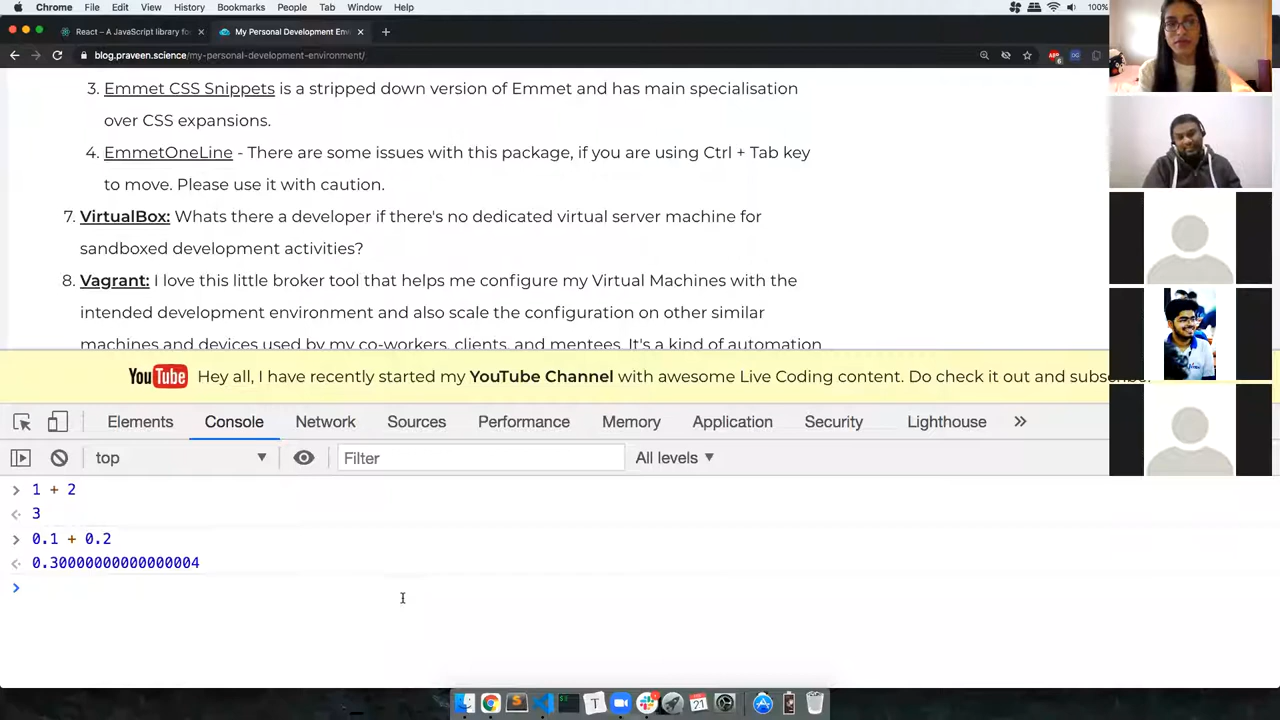 Chrome File Edit View History Bookmarks People Tab Window Help 100%
React – A JavaScript library fo × My Personal Development En × +
blog.praveen.science/my-personal-development-environment/
3. Emmet CSS Snippets is a stripped down version of Emmet and has main specialisation
over CSS expansions.
4. EmmetOneLine - There are some issues with this package, if you are using Ctrl + Tab key
to move. Please use it with caution.
7. VirtualBox: Whats there a developer if there's no dedicated virtual server machine for
sandboxed development activities?
8. Vagrant: I love this little broker tool that helps me configure my Virtual Machines with the
intended development environment and also scale the configuration on other similar
machines and devices used by my co-workers, clients, and mentees. It's a kind of automation
YouTube Hey all, I have recently started my YouTube Channel with awesome Live Coding content. Do check it out and subscribe.
Elements Console Network Sources Performance Memory Application Security Lighthouse »
top Filter All levels
> 1 + 2
3
> 0.1 + 0.2
0.30000000000000004
>
21